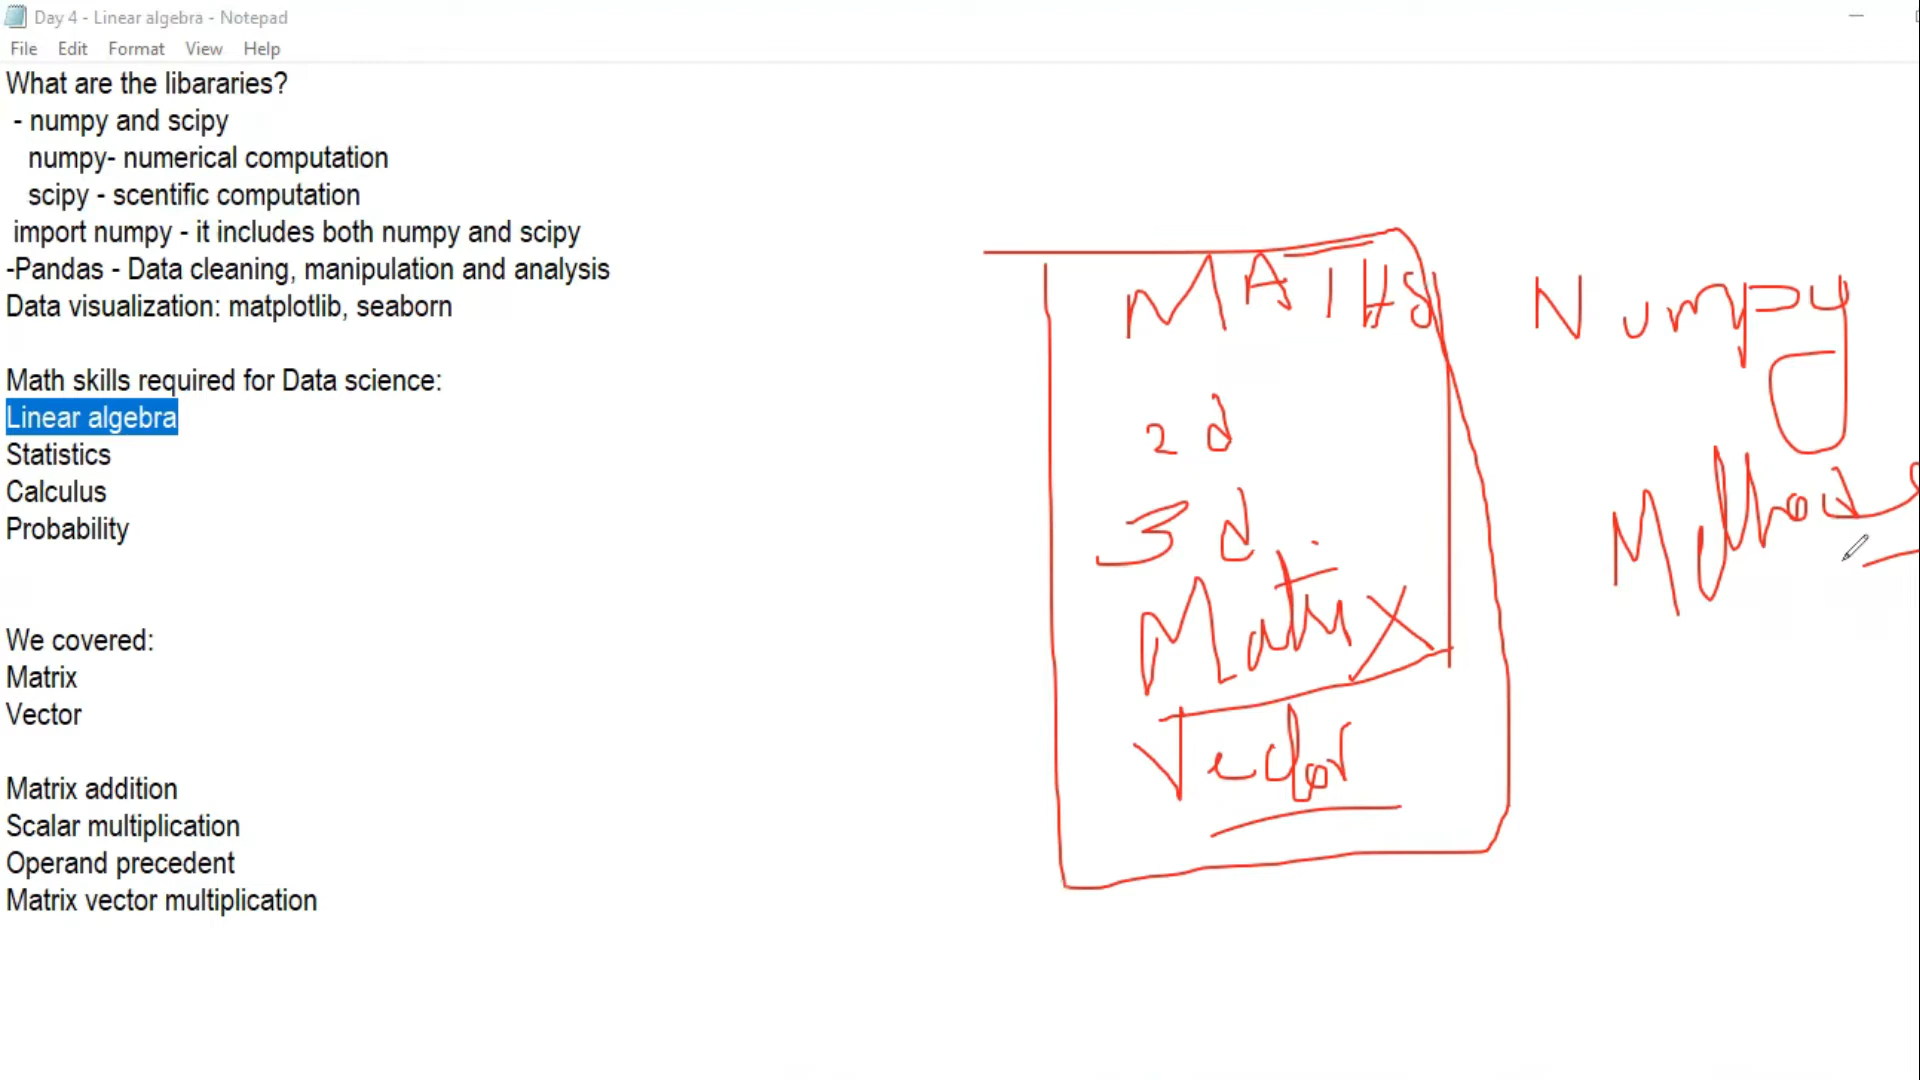 Day 4 - Linear algebra - Notepad
File Edit Format View Help
What are the libararies?
- numpy and scipy
numpy- numerical computation
scipy - scentific computation
import numpy - it includes both numpy and scipy
-Pandas - Data cleaning, manipulation and analysis
Data visualization: matplotlib, seaborn
Math skills required for Data science:
Linear algebra
Statistics
Calculus
Probability
We covered:
Matrix
Vector
Matrix addition
Scalar multiplication
Operand precedent
Matrix vector multiplication
MATHS
2d
3d
Matrix
Vector
Numpy
Methods